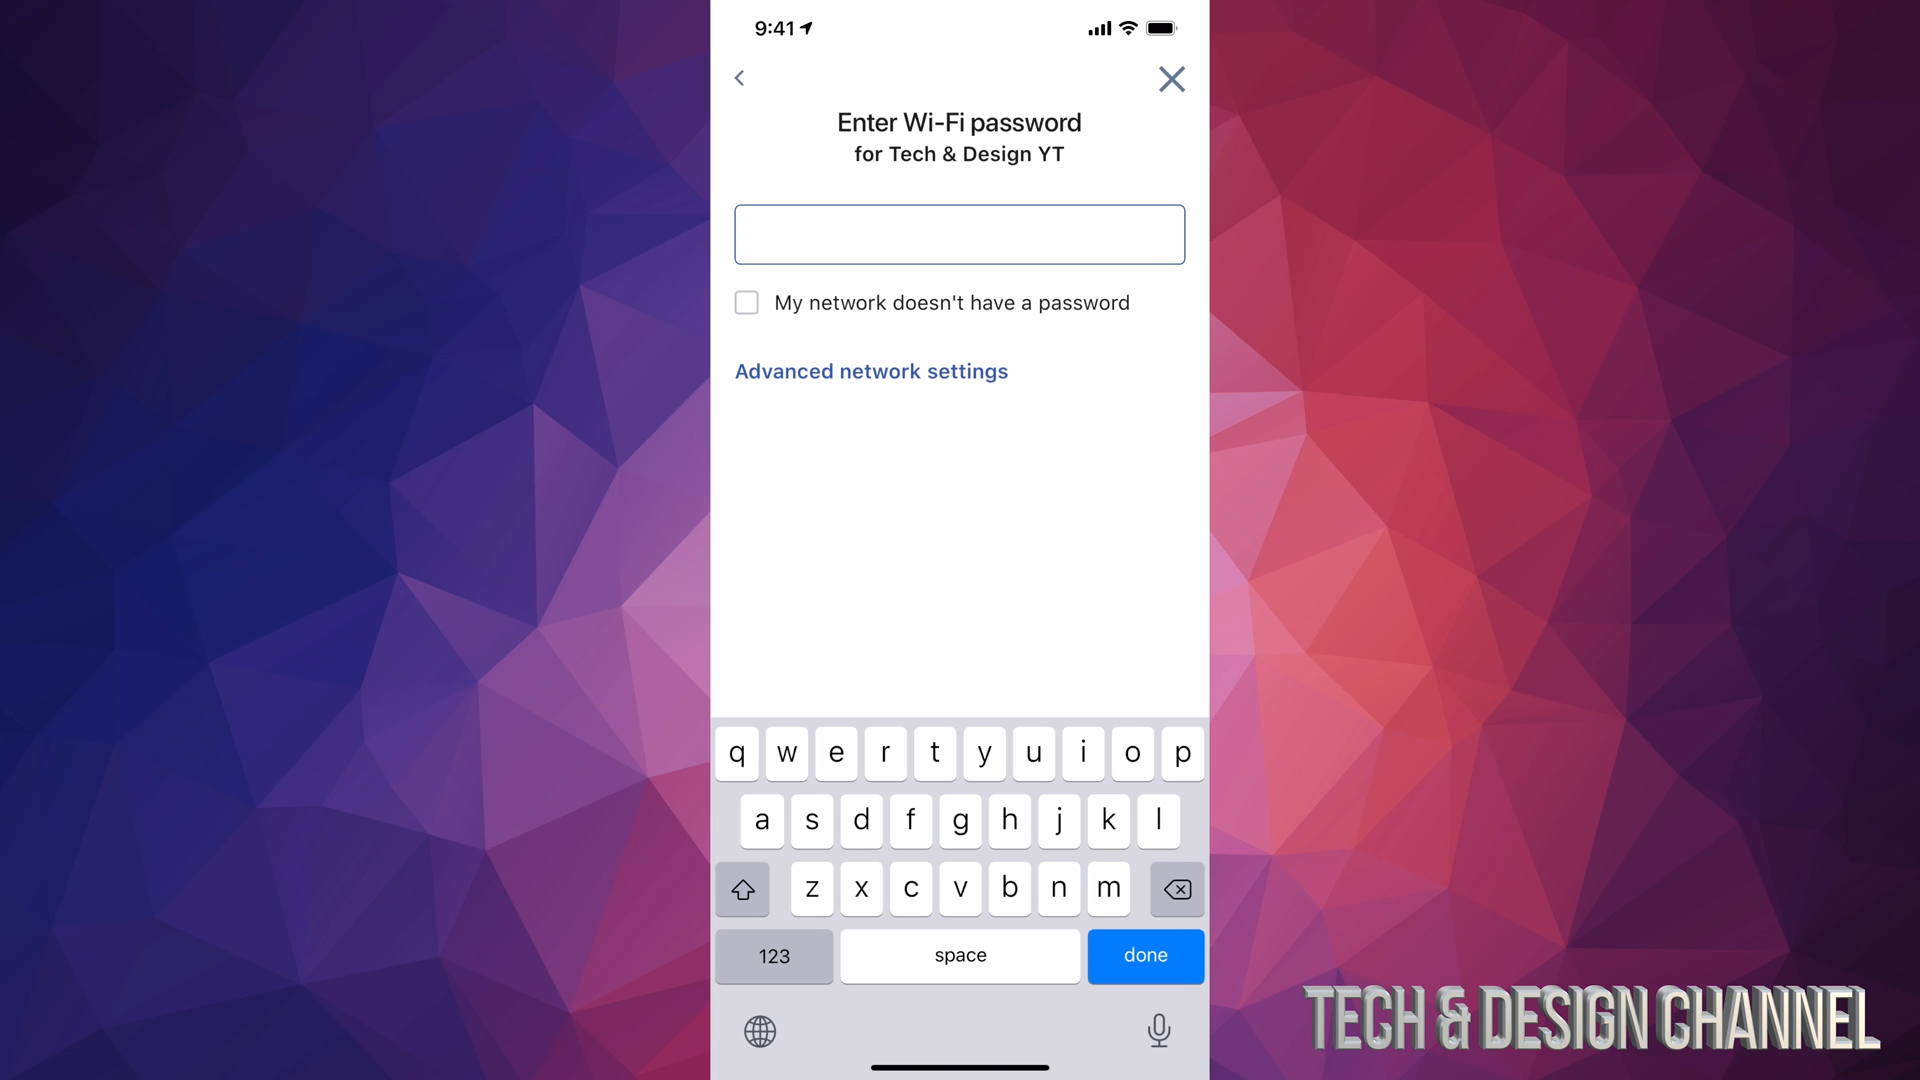 9:41
Enter Wi-Fi password
for Tech & Design YT
My network doesn't have a password
Advanced network settings
q w e r t y u i o p
a s d f g h j k l
z x c v b n m
123 space done
TECH & DESIGN CHANNEL